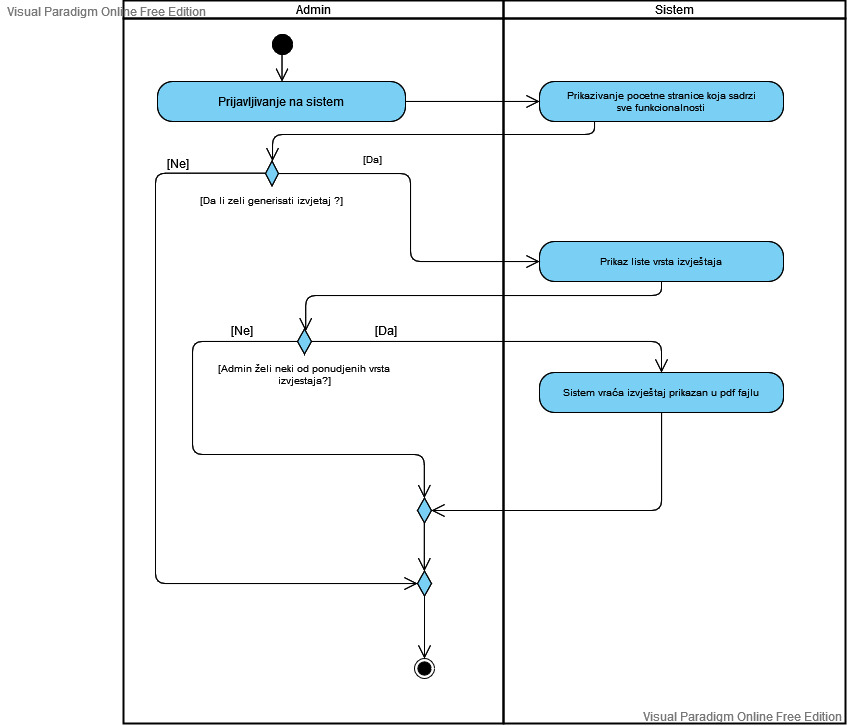 Visual Paradigm Online Free Edition
Admin
Sistem
Prijavljivanje na sistem
Prikazivanje pocetne stranice koja sadrzi
sve funkcionalnosti
[Ne]
[Da]
[Da li zeli generisati izvjetaj ?]
Prikaz liste vrsta izvještaja
[Ne]
[Da]
[Admin želi neki od ponudjenih vrsta
izvjestaja?]
Sistem vraća izvještaj prikazan u pdf fajlu
Visual Paradigm Online Free Edition